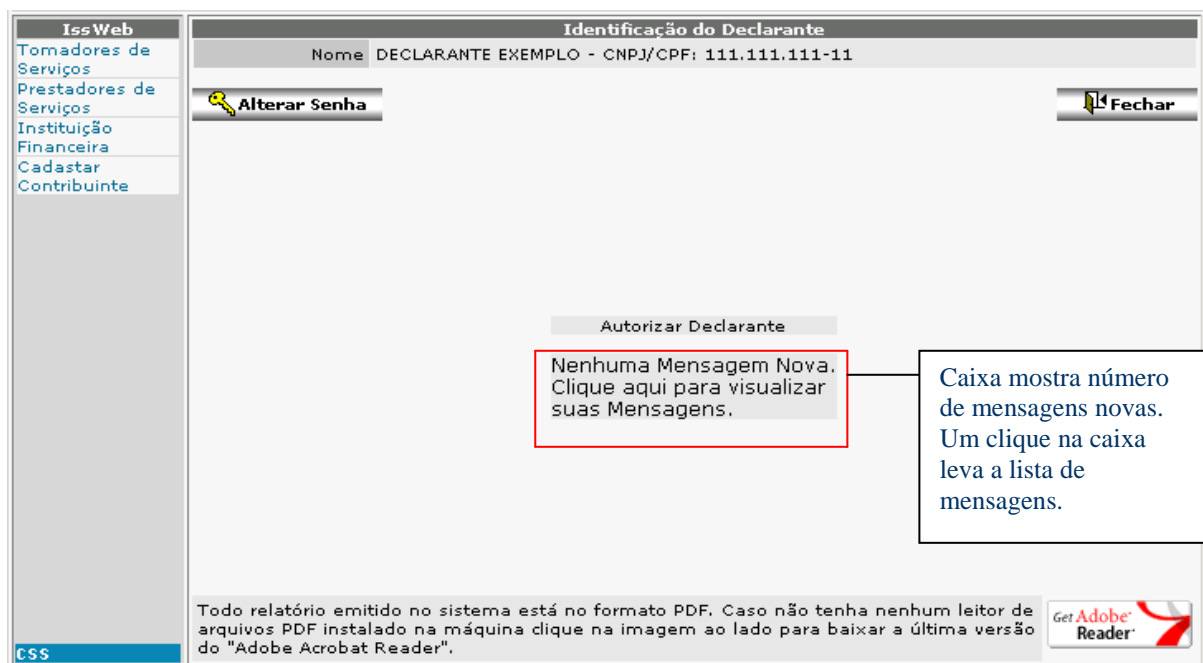 IssWeb
Tomadores de
Serviços
Prestadores de
Serviços
Instituição
Financeira
Cadastar
Contribuinte
CSS
Identificação do Declarante
Nome DECLARANTE EXEMPLO - CNPJ/CPF: 111.111.111-11
Alterar Senha
Fechar
Autorizar Declarante
Nenhuma Mensagem Nova.
Clique aqui para visualizar
suas Mensagens.
Caixa mostra número
de mensagens novas.
Um clique na caixa
leva a lista de
mensagens.
Todo relatório emitido no sistema está no formato PDF. Caso não tenha nenhum leitor de
arquivos PDF instalado na máquina clique na imagem ao lado para baixar a última versão
do "Adobe Acrobat Reader".
Get Adobe
Reader